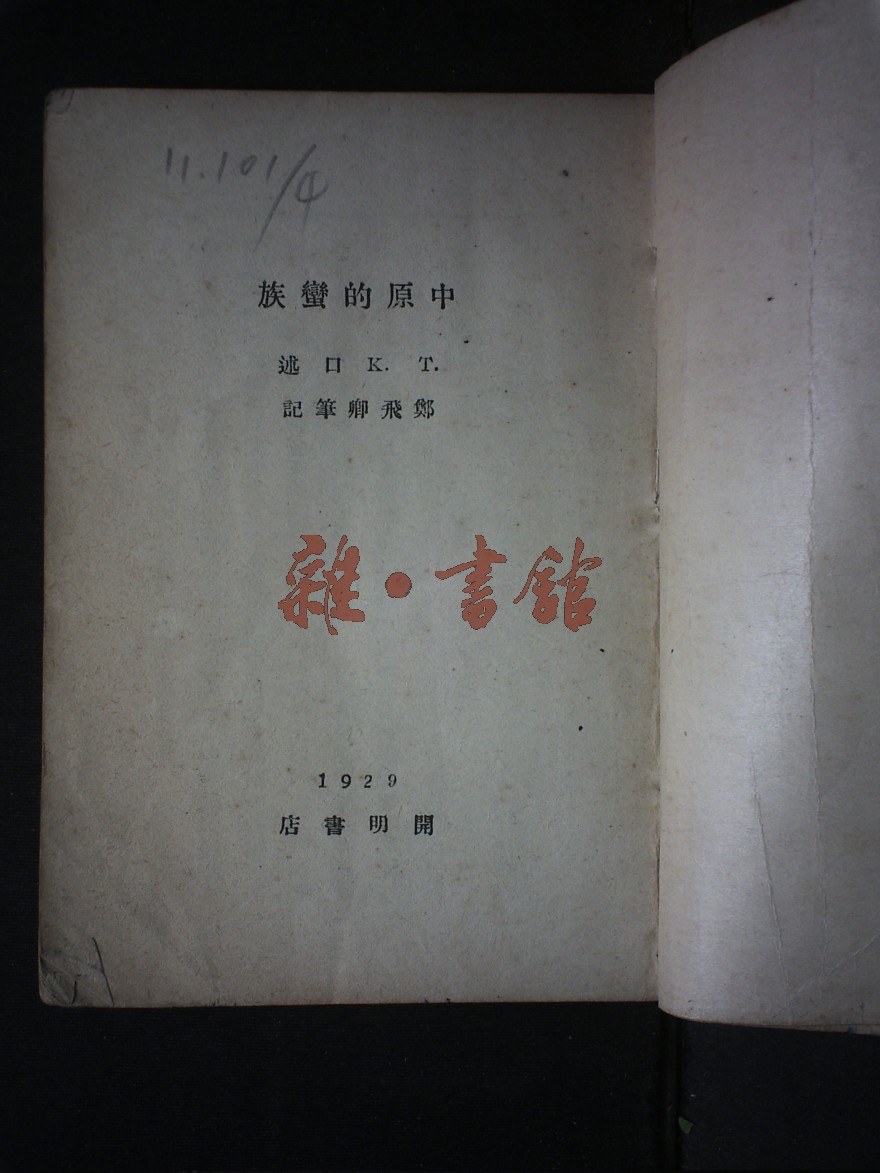 11.101/4
中原的蠻族
T. K. 口述
鄭飛卿筆記
雜·書館
1929
開明書店